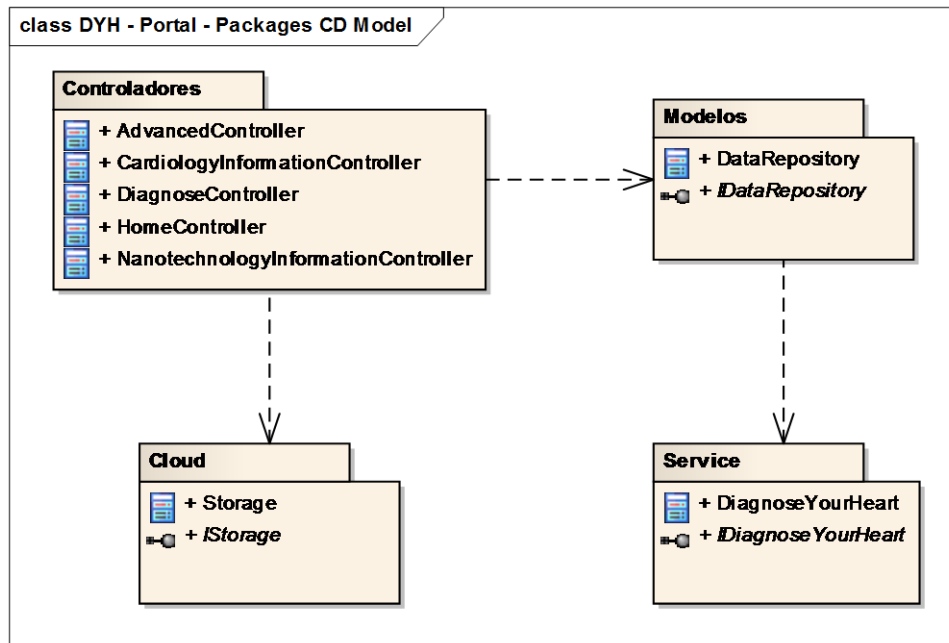 class DYH - Portal - Packages CD Model
Controladores
+ AdvancedController
+ CardiologyInformationController
+ DiagnoseController
+ HomeController
+ NanotechnologyInformationController
Modelos
+ DataRepository
+ IDataRepository
Cloud
+ Storage
+ IStorage
Service
+ DiagnoseYourHeart
+ IDiagnoseYourHeart